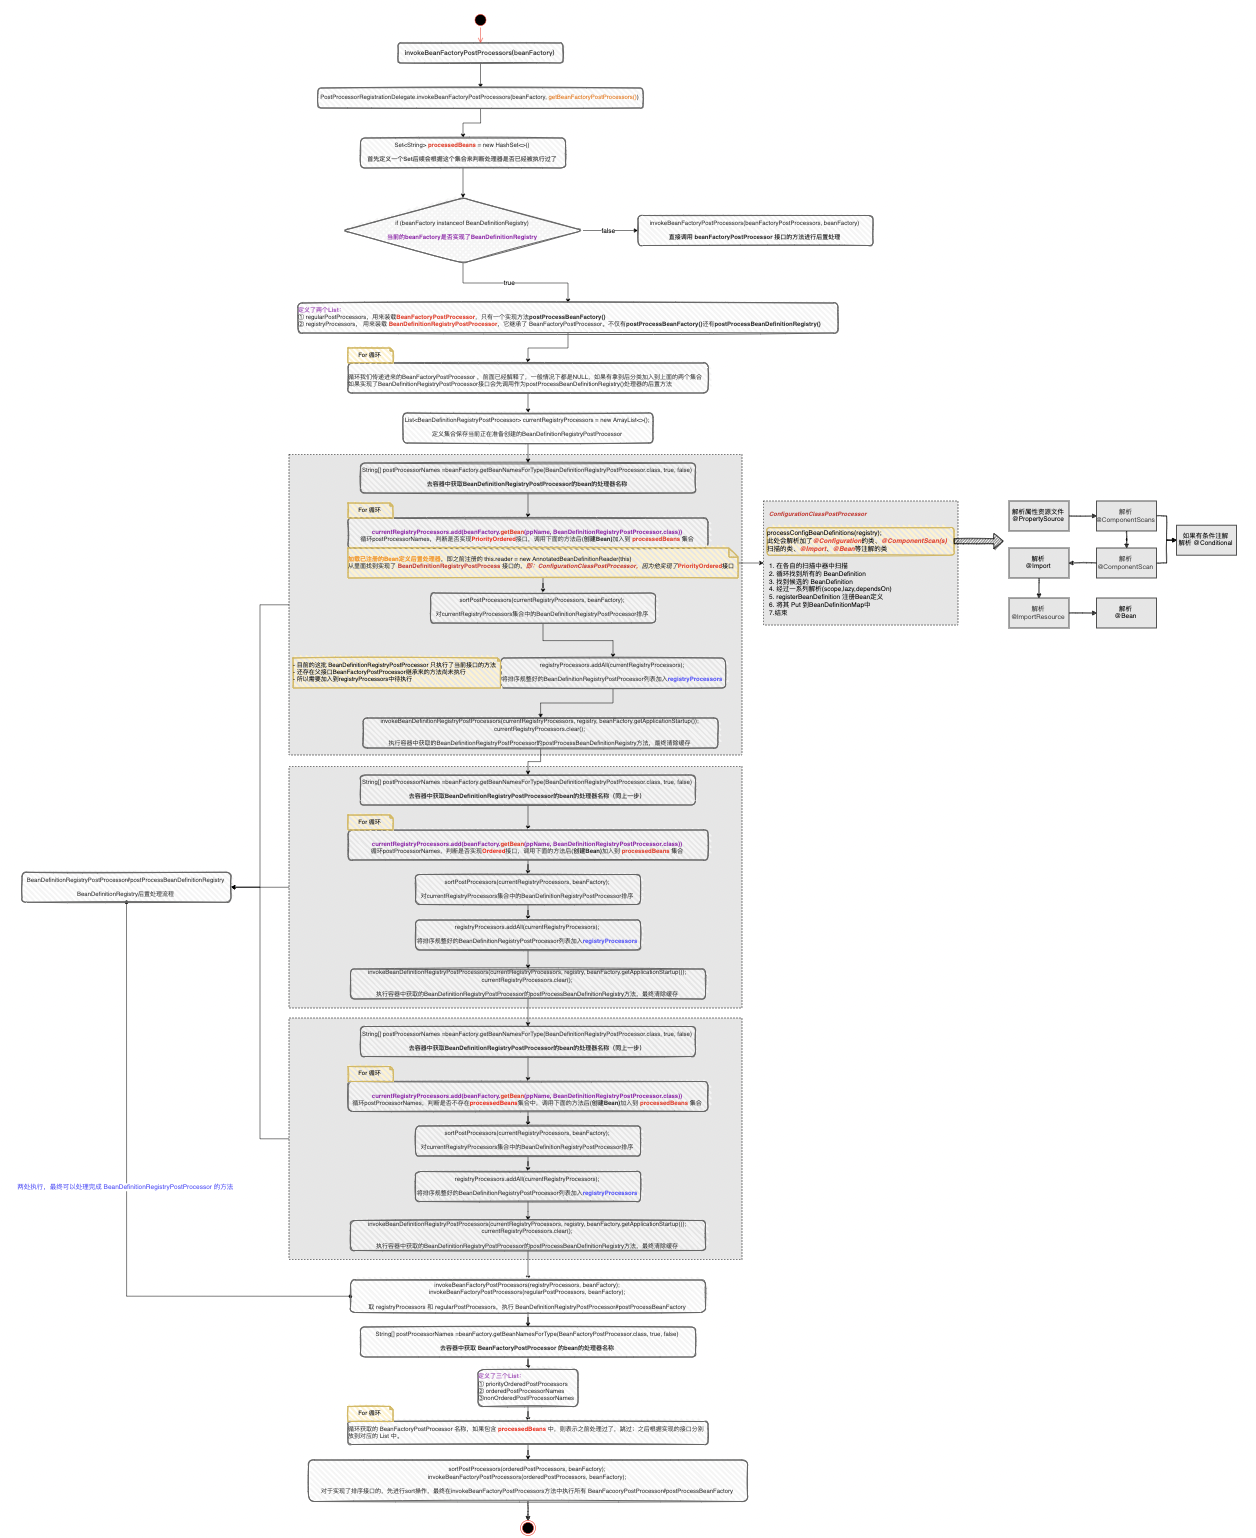 invokeBeanFactoryPostProcessors(beanFactory)
PostProcessorRegistrationDelegate.invokeBeanFactoryPostProcessors(beanFactory, getBeanFactoryPostProcessors())
Set<String> processedBeans = new HashSet<>()
首先定义一个Set后续会根据这个集合来判断处理器是否已经被执行过了
if (beanFactory instanceof BeanDefinitionRegistry)
当前的beanFactory是否实现了BeanDefinitionRegistry
false
invokeBeanFactoryPostProcessors(beanFactoryPostProcessors, beanFactory)
直接调用 beanFactoryPostProcessor 接口的方法进行后置处理
true
定义了两个List：
① regularPostProcessors，用来装载BeanFactoryPostProcessor，只有一个实现方法postProcessBeanFactory()
② registryProcessors， 用来装载 BeanDefinitionRegistryPostProcessor，它继承了 BeanFactoryPostProcessor。不仅有postProcessBeanFactory()还有postProcessBeanDefinitionRegistry()
For 循环
循环我们传递进来的BeanFactoryPostProcessor 。前面已经解释了，一般情况下都是NULL，如果有拿到后分类加入到上面的两个集合
如果实现了BeanDefinitionRegistryPostProcessor接口会先调用作为postProcessBeanDefinitionRegistry()处理器的后置方法
List<BeanDefinitionRegistryPostProcessor> currentRegistryProcessors = new ArrayList<>();
定义集合保存当前正在准备创建的BeanDefinitionRegistryPostProcessor
String[] postProcessorNames =beanFactory.getBeanNamesForType(BeanDefinitionRegistryPostProcessor.class, true, false)
去容器中获取BeanDefinitionRegistryPostProcessor的bean的处理器名称
For 循环
currentRegistryProcessors.add(beanFactory.getBean(ppName, BeanDefinitionRegistryPostProcessor.class))
循环postProcessorNames，判断是否实现PriorityOrdered接口，调用下面的方法后(创建Bean)加入到 processedBeans 集合
加载已注册的Bean定义前置处理器。即之前注册的 this.reader = new AnnotatedBeanDefinitionReader(this)
从里面找到实现了 BeanDefinitionRegistryPostProcess 接口的。即：ConfigurationClassPostProcessor，因为他实现了PriorityOrdered接口
sortPostProcessors(currentRegistryProcessors, beanFactory);
对currentRegistryProcessors集合中的BeanDefinitionRegistryPostProcessor排序
- 目前的这批 BeanDefinitionRegistryPostProcessor 只执行了当前接口的方法
- 还存在父接口BeanFactoryPostProcessor继承来的方法尚未执行
- 所以需要加入到registryProcessors中待执行
registryProcessors.addAll(currentRegistryProcessors);
将排序规整好的BeanDefinitionRegistryPostProcessor列表加入registryProcessors
invokeBeanDefinitionRegistryPostProcessors(currentRegistryProcessors, registry, beanFactory.getApplicationStartup());
currentRegistryProcessors.clear();
执行容器中获取的BeanDefinitionRegistryPostProcessor的postProcessBeanDefinitionRegistry方法，最终清除缓存
ConfigurationClassPostProcessor
processConfigBeanDefinitions(registry);
此处会解析加了 @Configuration的类、@ComponentScan(s)
扫描的类、@Import、@Bean等注解的类
1. 在各自的扫描中器中扫描
2. 循环找到所有的 BeanDefinition
3. 找到候选的 BeanDefinition
4. 经过一系列解析(scope,lazy,dependsOn)
5. registerBeanDefinition 注册Bean定义
6. 将其 Put 到BeanDefinitionMap中
7.结束
解析属性资源文件
@PropertySource
解析
@ComponentScans
如果有条件注解
解析 @Conditional
解析
@Import
解析
@ComponentScan
解析
@ImportResource
解析
@Bean
String[] postProcessorNames =beanFactory.getBeanNamesForType(BeanDefinitionRegistryPostProcessor.class, true, false)
去容器中获取BeanDefinitionRegistryPostProcessor的bean的处理器名称（同上一步）
For 循环
currentRegistryProcessors.add(beanFactory.getBean(ppName, BeanDefinitionRegistryPostProcessor.class))
循环postProcessorNames，判断是否实现Ordered接口，调用下面的方法后(创建Bean)加入到 processedBeans 集合
sortPostProcessors(currentRegistryProcessors, beanFactory);
对currentRegistryProcessors集合中的BeanDefinitionRegistryPostProcessor排序
BeanDefinitionRegistryPostProcessor#postProcessBeanDefinitionRegistry
BeanDefinitionRegistry后置处理流程
registryProcessors.addAll(currentRegistryProcessors);
将排序规整好的BeanDefinitionRegistryPostProcessor列表加入registryProcessors
invokeBeanDefinitionRegistryPostProcessors(currentRegistryProcessors, registry, beanFactory.getApplicationStartup());
currentRegistryProcessors.clear();
执行容器中获取的BeanDefinitionRegistryPostProcessor的postProcessBeanDefinitionRegistry方法，最终清除缓存
String[] postProcessorNames =beanFactory.getBeanNamesForType(BeanDefinitionRegistryPostProcessor.class, true, false)
去容器中获取BeanDefinitionRegistryPostProcessor的bean的处理器名称（同上一步）
For 循环
currentRegistryProcessors.add(beanFactory.getBean(ppName, BeanDefinitionRegistryPostProcessor.class))
循环postProcessorNames，判断是否不存在processedBeans集合中，调用下面的方法后(创建Bean)加入到 processedBeans 集合
sortPostProcessors(currentRegistryProcessors, beanFactory);
对currentRegistryProcessors集合中的BeanDefinitionRegistryPostProcessor排序
registryProcessors.addAll(currentRegistryProcessors);
将排序规整好的BeanDefinitionRegistryPostProcessor列表加入registryProcessors
两处执行，最终可以处理完成 BeanDefinitionRegistryPostProcessor 的方法
invokeBeanDefinitionRegistryPostProcessors(currentRegistryProcessors, registry, beanFactory.getApplicationStartup());
currentRegistryProcessors.clear();
执行容器中获取的BeanDefinitionRegistryPostProcessor的postProcessBeanDefinitionRegistry方法，最终清除缓存
invokeBeanFactoryPostProcessors(registryProcessors, beanFactory);
invokeBeanFactoryPostProcessors(regularPostProcessors, beanFactory);
取 registryProcessors 和 regularPostProcessors，执行 BeanDefinitionRegistryPostProcessor#postProcessBeanFactory
String[] postProcessorNames =beanFactory.getBeanNamesForType(BeanFactoryPostProcessor.class, true, false)
去容器中获取 BeanFactoryPostProcessor 的bean的处理器名称
定义了三个List：
① priorityOrderedPostProcessors
② orderedPostProcessorNames
③nonOrderedPostProcessorNames
For 循环
循环获取的 BeanFactoryPostProcessor 名称，如果包含 processedBeans 中，则表示之前处理过了，跳过；之后根据实现的接口分别
放到对应的 List 中。
sortPostProcessors(orderedPostProcessors, beanFactory);
invokeBeanFactoryPostProcessors(orderedPostProcessors, beanFactory);
对于实现了排序接口的，先进行sort操作，最终在invokeBeanFactoryPostProcessors方法中执行所有 BeanFacooryPostProcessor#postProcessBeanFactory